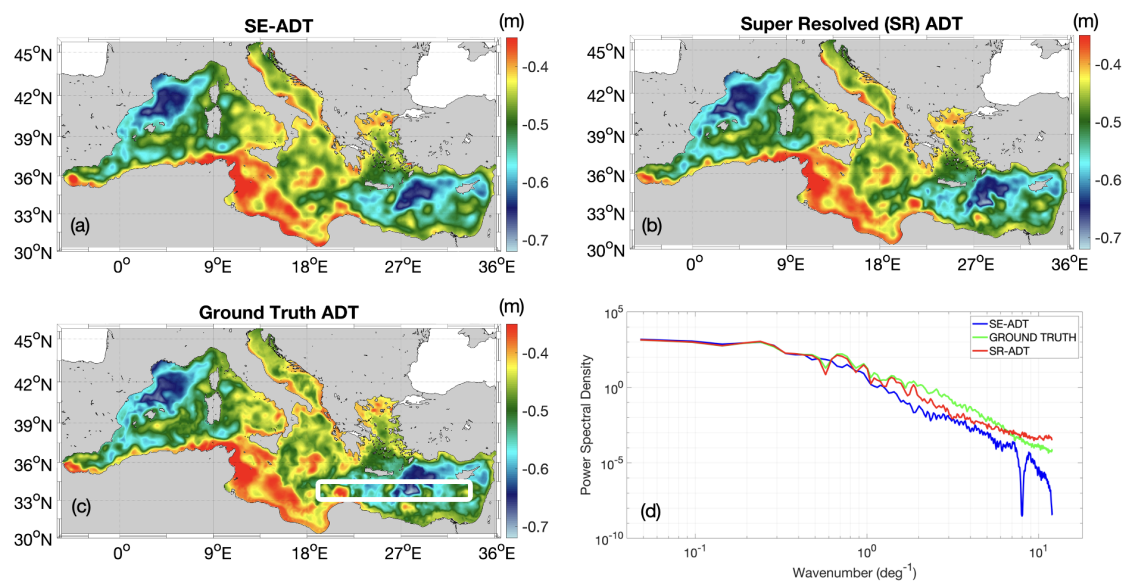 SE-ADT
(m)
45°N
42°N
39°N
36°N
33°N
30°N
(a)
0°
9°E
18°E
27°E
36°E
-0.4
-0.5
-0.6
-0.7
Super Resolved (SR) ADT
(m)
45°N
42°N
39°N
36°N
33°N
30°N
(b)
0°
9°E
18°E
27°E
36°E
-0.4
-0.5
-0.6
-0.7
Ground Truth ADT
(m)
45°N
42°N
39°N
36°N
33°N
30°N
(c)
0°
9°E
18°E
27°E
36°E
-0.4
-0.5
-0.6
-0.7
Power Spectral Density
10^5
10^0
10^-5
10^-10
SE-ADT
GROUND TRUTH
SR-ADT
(d)
10^-1
10^0
10^1
Wavenumber (deg^-1)